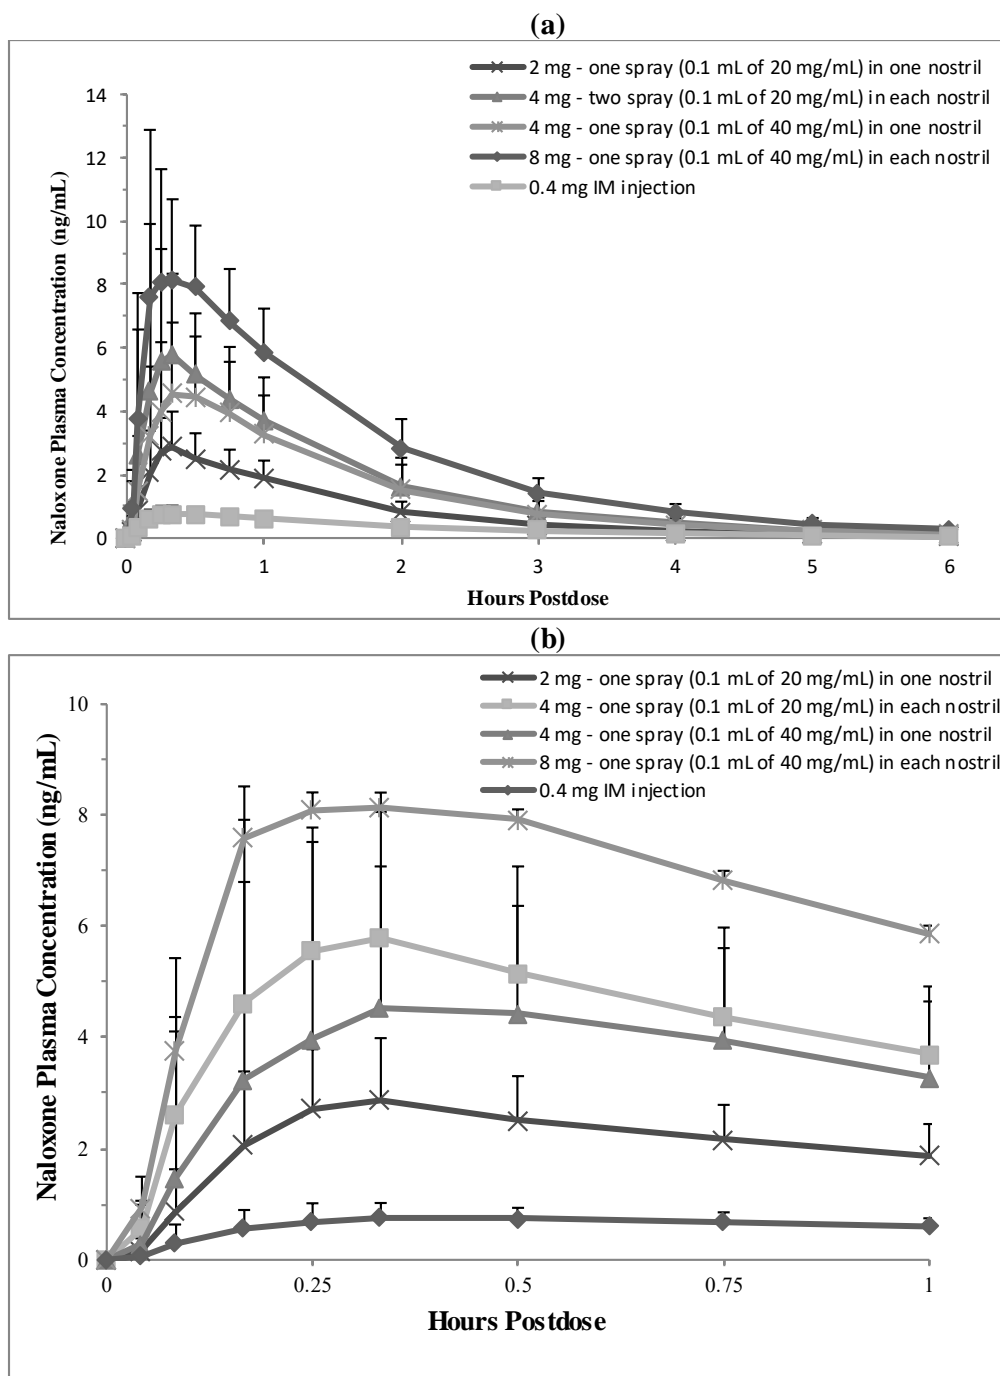 (a)
2 mg - one spray (0.1 mL of 20 mg/mL) in one nostril
4 mg - two spray (0.1 mL of 20 mg/mL) in each nostril
4 mg - one spray (0.1 mL of 40 mg/mL) in one nostril
8 mg - one spray (0.1 mL of 40 mg/mL) in each nostril
0.4 mg IM injection
Naloxone Plasma Concentration (ng/mL)
14
12
10
8
6
4
2
0
0 1 2 3 4 5 6
Hours Postdose
(b)
2 mg - one spray (0.1 mL of 20 mg/mL) in one nostril
4 mg - one spray (0.1 mL of 20 mg/mL) in each nostril
4 mg - one spray (0.1 mL of 40 mg/mL) in one nostril
8 mg - one spray (0.1 mL of 40 mg/mL) in each nostril
0.4 mg IM injection
Naloxone Plasma Concentration (ng/mL)
10
8
6
4
2
0
0 0.25 0.5 0.75 1
Hours Postdose